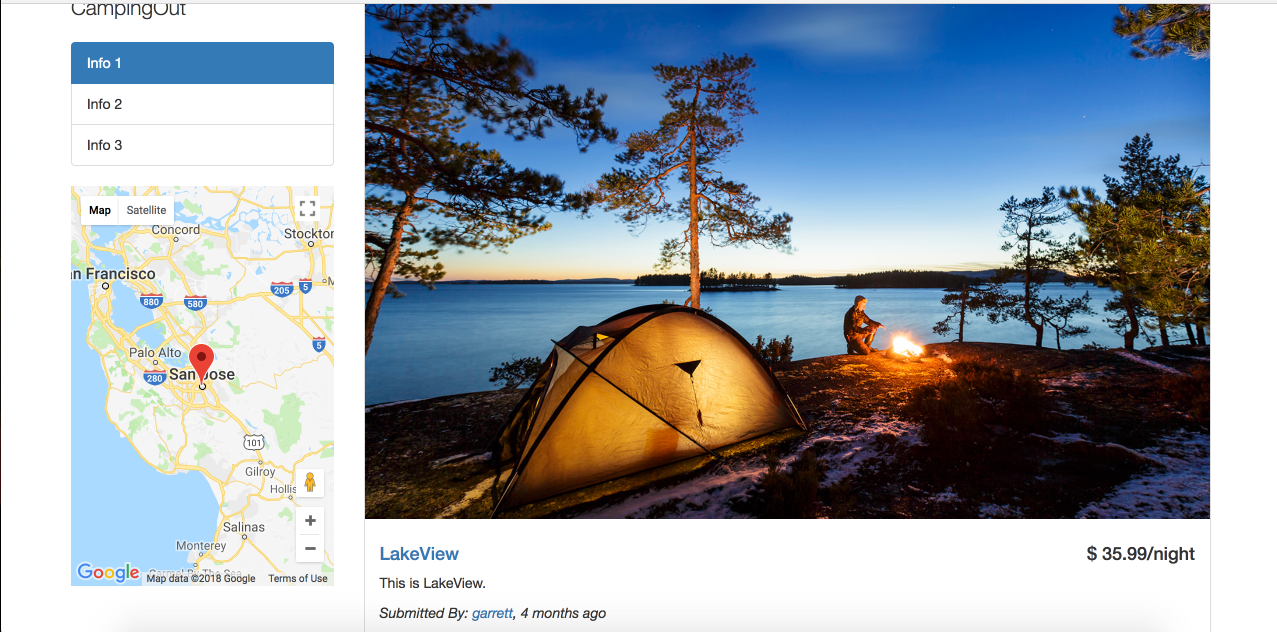 CampingOut
Info 1
Info 2
Info 3
Map Satellite
Concord
Stockton
n Francisco
880
580
205
5
5
Palo Alto
280
San Jose
101
Gilroy
Hollis
Salinas
Monterey
Google
Map data ©2018 Google
Terms of Use
LakeView
$ 35.99/night
This is LakeView.
Submitted By: garrett, 4 months ago